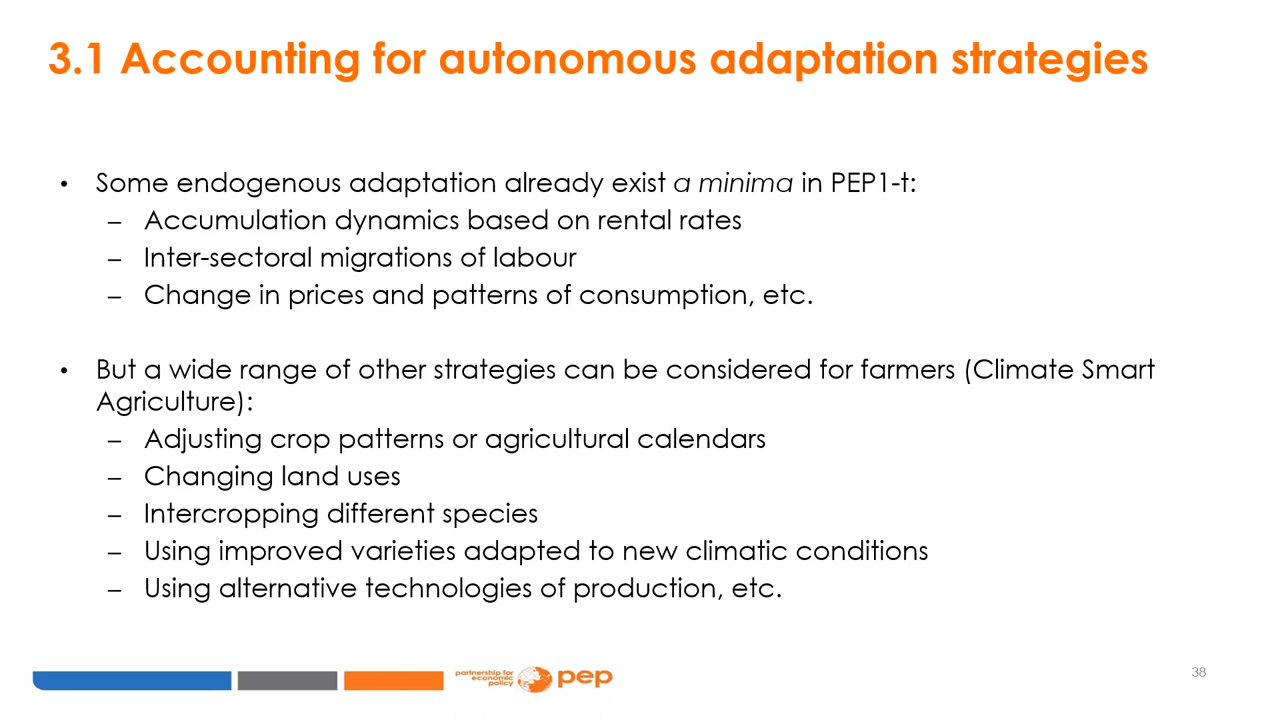 3.1 Accounting for autonomous adaptation strategies
• Some endogenous adaptation already exist a minima in PEP1-t:
– Accumulation dynamics based on rental rates
– Inter-sectoral migrations of labour
– Change in prices and patterns of consumption, etc.
• But a wide range of other strategies can be considered for farmers (Climate Smart
Agriculture):
– Adjusting crop patterns or agricultural calendars
– Changing land uses
– Intercropping different species
– Using improved varieties adapted to new climatic conditions
– Using alternative technologies of production, etc.
partnership for
economic
policy
pep
38